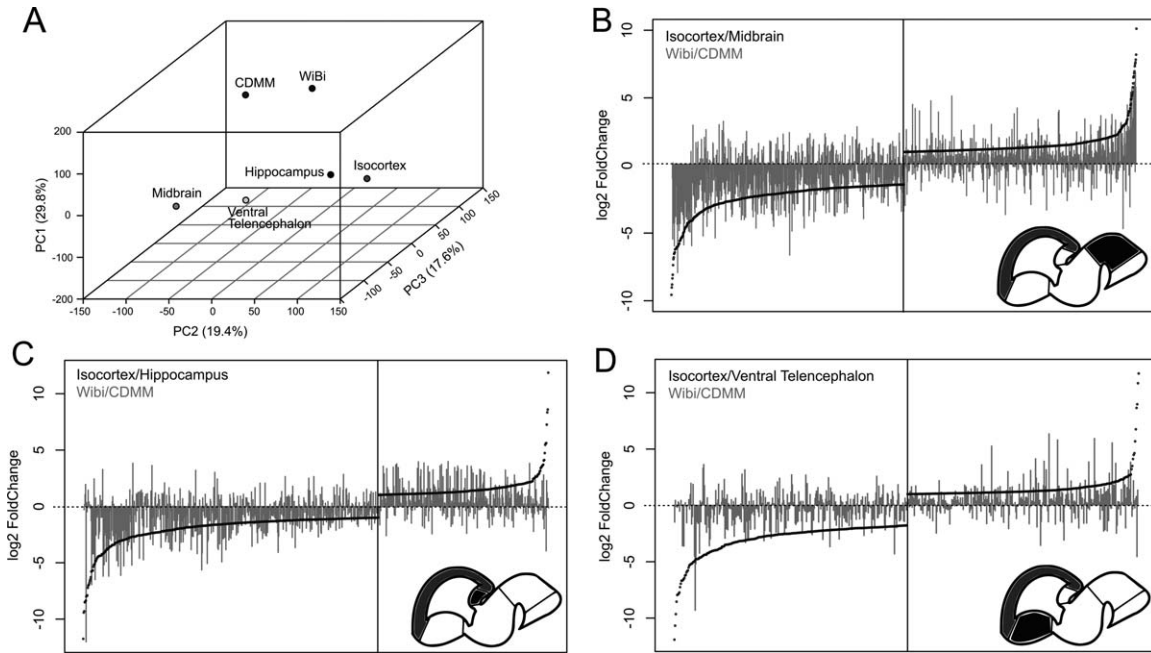 A
CDMM
WiBi
200
100
0
-100
-200
PC1 (29.8%)
Hippocampus
Isocortex
Midbrain
Ventral
Telencephalon
-150
-100
-50
0
50
100
150
PC2 (19.4%)
-100
-50
0
50
100
150
PC3 (17.6%)
B
Isocortex/Midbrain
Wibi/CDMM
10
5
0
-5
-10
log2 FoldChange
C
Isocortex/Hippocampus
Wibi/CDMM
10
5
0
-5
-10
log2 FoldChange
D
Isocortex/Ventral Telencephalon
Wibi/CDMM
10
5
0
-5
-10
log2 FoldChange